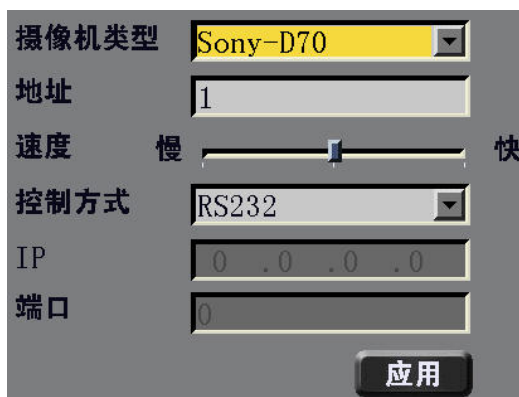 摄像机类型 Sony-D70
地址 1
速度 慢 快
控制方式 RS232
IP 0 .0 .0 .0
端口 0
应用